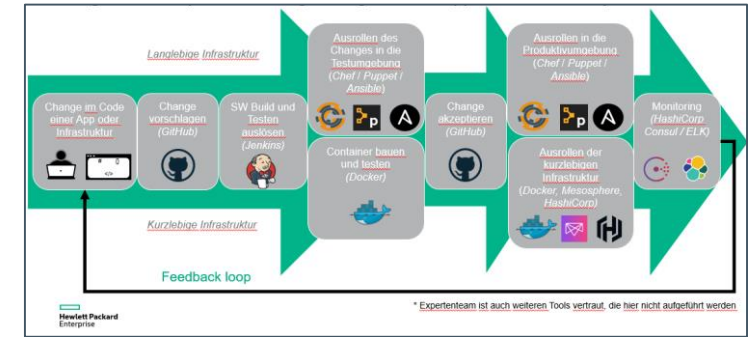 Langlebige Infrastruktur
Change im Code
einer App oder
Infrastruktur
</>
Change
vorschlagen
(GitHub)
SW Build und
Testen
auslösen
(Jenkins)
Ausrollen des
Changes in die
Testumgebung
(Chef / Puppet /
Ansible)
p
A
Container bauen
und testen
(Docker)
Change
akzeptieren
(GitHub)
Ausrollen in die
Produktivumgebung
(Chef / Puppet /
Ansible)
p
A
Ausrollen der
kurzlebigen
Infrastruktur
(Docker, Mesosphere,
HashiCorp)
Monitoring
(HashiCorp
Consul / ELK)
Kurzlebige Infrastruktur
Feedback loop
Hewlett Packard
Enterprise
* Expertenteam ist auch weiteren Tools vertraut, die hier nicht aufgeführt werden